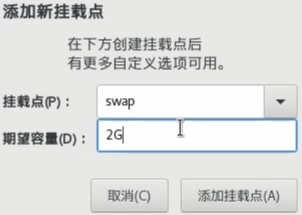 添加新挂载点
在下方创建挂载点后
有更多自定义选项可用。
挂载点(P)： swap
期望容量(D)： 2G
取消(C) 添加挂载点(A)